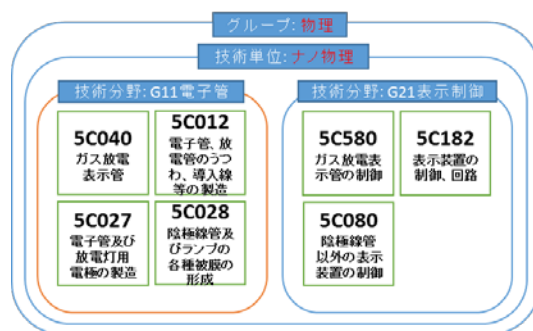 グループ: 物理
技術単位: ナノ物理
技術分野: G11電子管
5C040
ガス放電
表示管
5C012
電子管、放
電管のうつ
わ、導入線
等の製造
5C027
電子管及び
放電灯用
電極の製造
5C028
陰極線管及
びランプの
各種被膜の
形成
技術分野: G21表示制御
5C580
ガス放電表
示管の制御
5C182
表示装置の
制御、回路
5C080
陰極線管
以外の表示
装置の制御